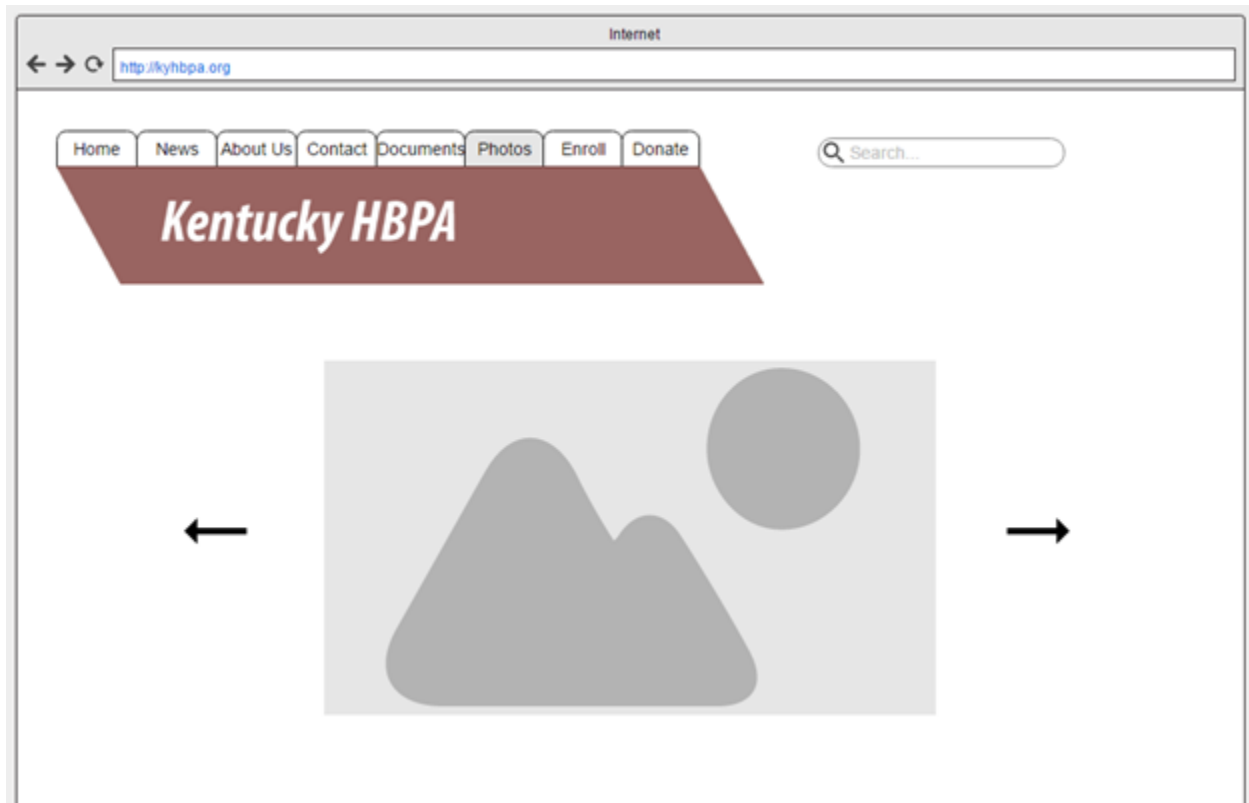 Internet
http://kyhbpa.org
Home News About Us Contact Documents Photos Enroll Donate
Search...
Kentucky HBPA